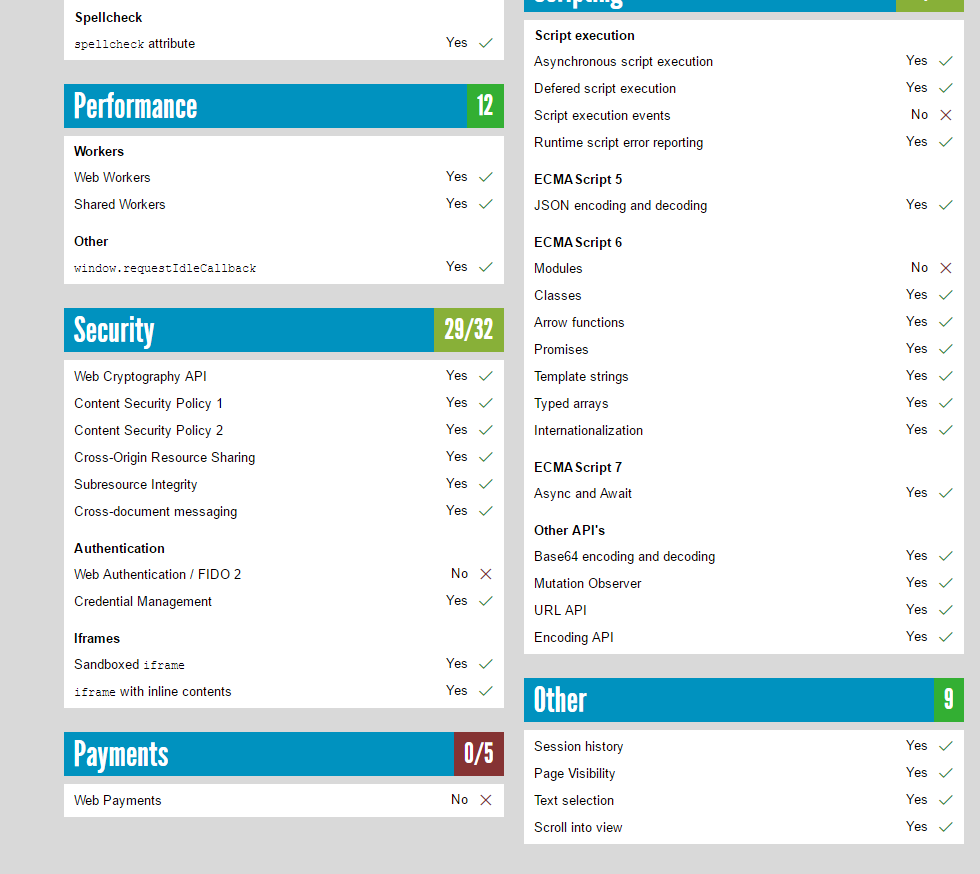 Spellcheck
spellcheck attribute Yes
Performance 12
Workers
Web Workers Yes
Shared Workers Yes
Other
window.requestIdleCallback Yes
Security 29/32
Web Cryptography API Yes
Content Security Policy 1 Yes
Content Security Policy 2 Yes
Cross-Origin Resource Sharing Yes
Subresource Integrity Yes
Cross-document messaging Yes
Authentication
Web Authentication / FIDO 2 No
Credential Management Yes
Iframes
Sandboxed iframe Yes
iframe with inline contents Yes
Payments 0/5
Web Payments No
Scripting
Script execution
Asynchronous script execution Yes
Defered script execution Yes
Script execution events No
Runtime script error reporting Yes
ECMAScript 5
JSON encoding and decoding Yes
ECMAScript 6
Modules No
Classes Yes
Arrow functions Yes
Promises Yes
Template strings Yes
Typed arrays Yes
Internationalization Yes
ECMAScript 7
Async and Await Yes
Other API's
Base64 encoding and decoding Yes
Mutation Observer Yes
URL API Yes
Encoding API Yes
Other 9
Session history Yes
Page Visibility Yes
Text selection Yes
Scroll into view Yes